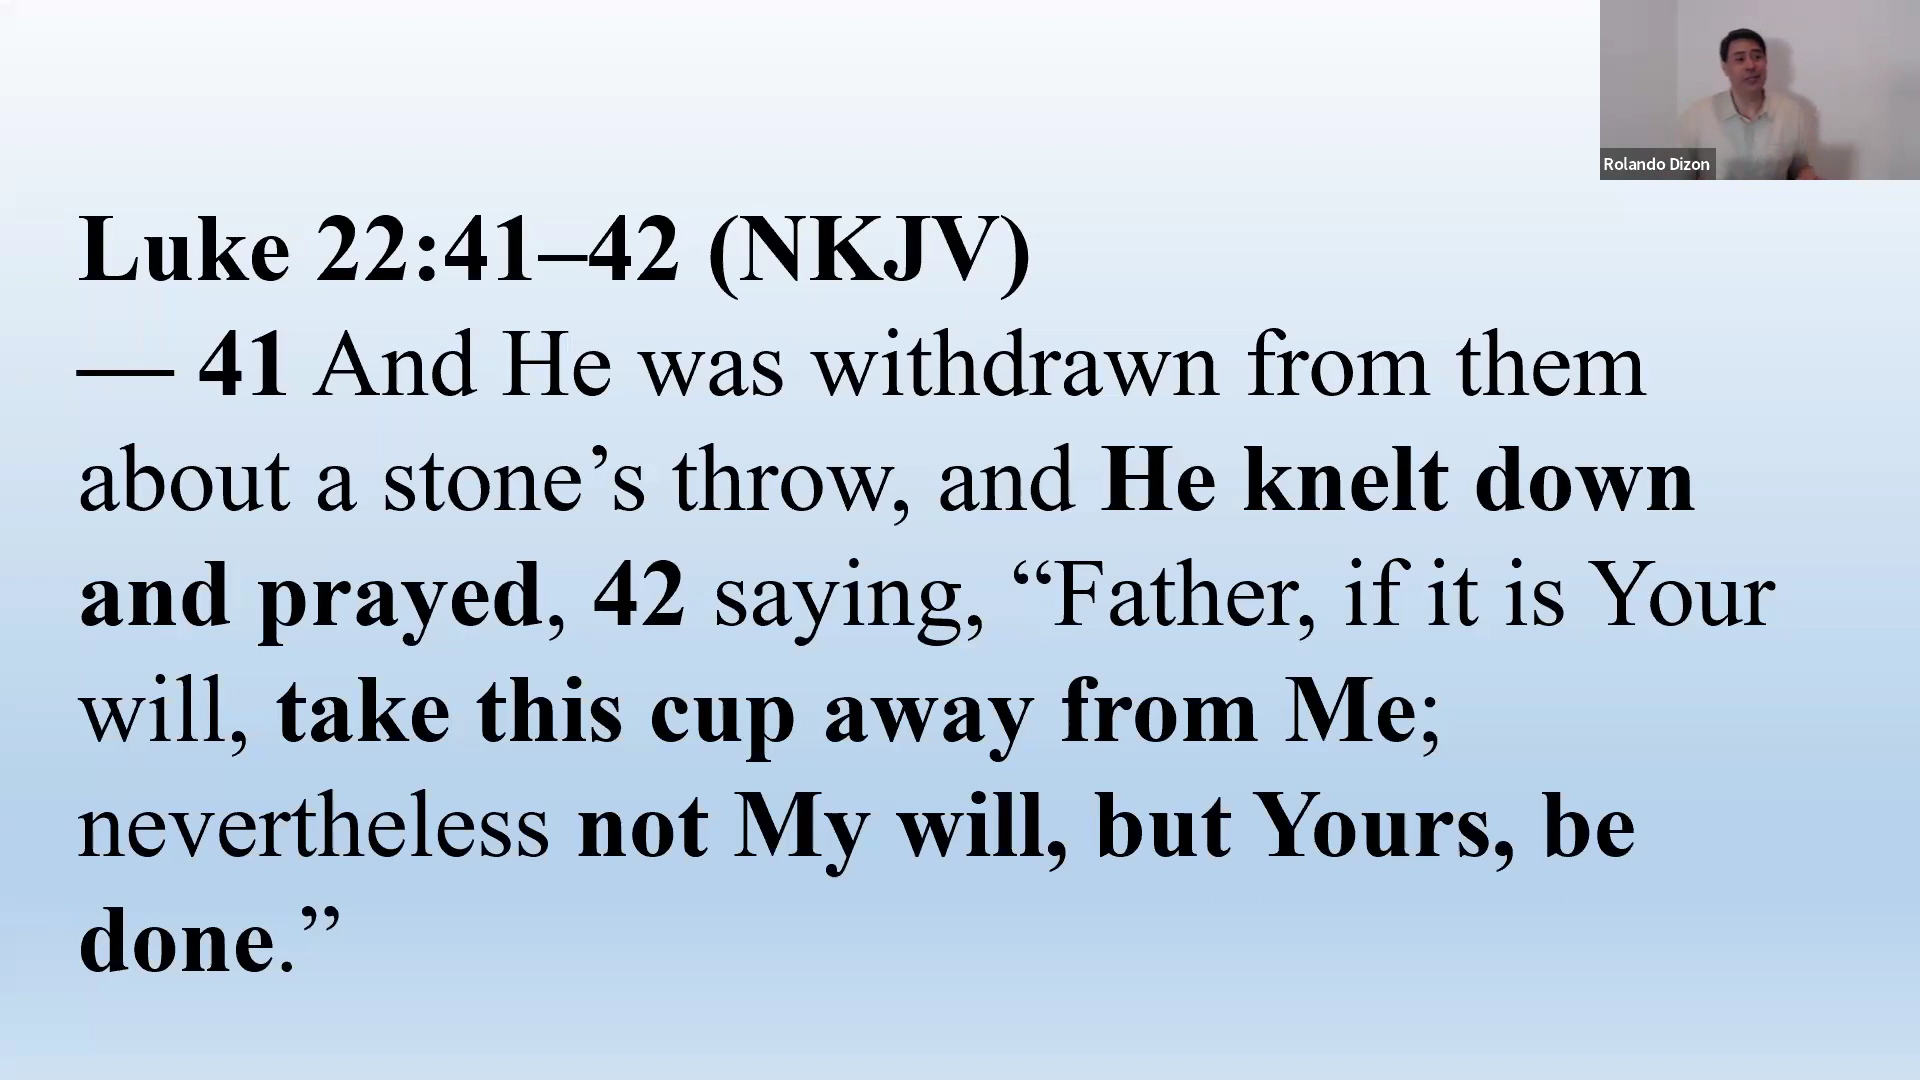 Rolando Dizon
Luke 22:41–42 (NKJV)
— 41 And He was withdrawn from them
about a stone’s throw, and He knelt down
and prayed, 42 saying, “Father, if it is Your
will, take this cup away from Me;
nevertheless not My will, but Yours, be
done.”